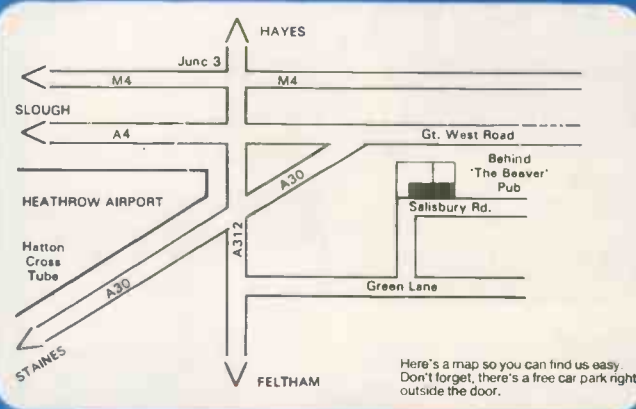 HAYES
Junc 3
M4
M4
SLOUGH
A4
Gt. West Road
Behind
'The Beaver'
Pub
A30
HEATHROW AIRPORT
Salisbury Rd.
A312
Hatton
Cross
Tube
A30
Green Lane
STAINES
FELTHAM
Here's a map so you can find us easy.
Don't forget, there's a free car park right
outside the door.